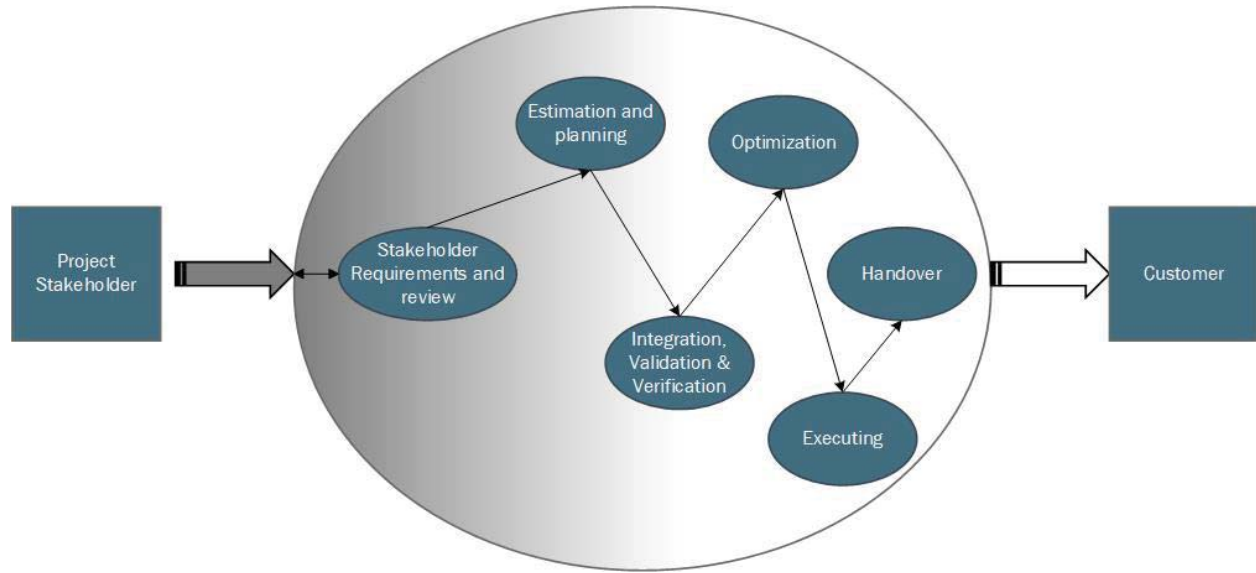 Project
Stakeholder
Stakeholder
Requirements and
review
Estimation and
planning
Integration,
Validation &
Verification
Optimization
Executing
Handover
Customer